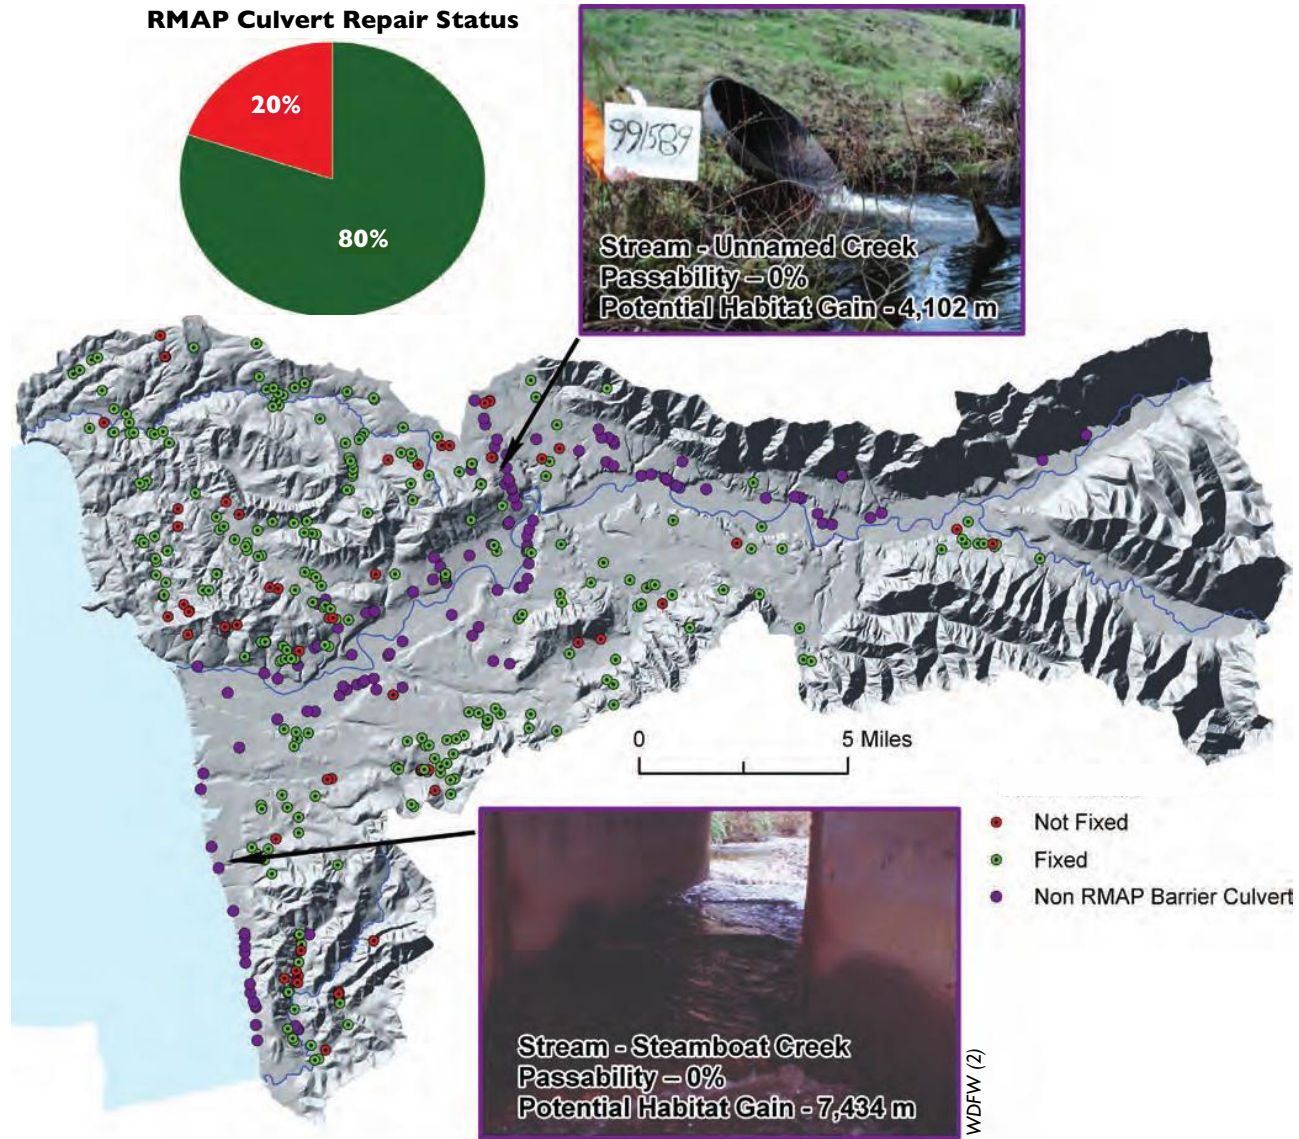 RMAP Culvert Repair Status
20%
80%
991589
Stream - Unnamed Creek
Passability – 0%
Potential Habitat Gain - 4,102 m
0 5 Miles
Not Fixed
Fixed
Non RMAP Barrier Culvert
Stream - Steamboat Creek
Passability – 0%
Potential Habitat Gain - 7,434 m
WDFW (2)